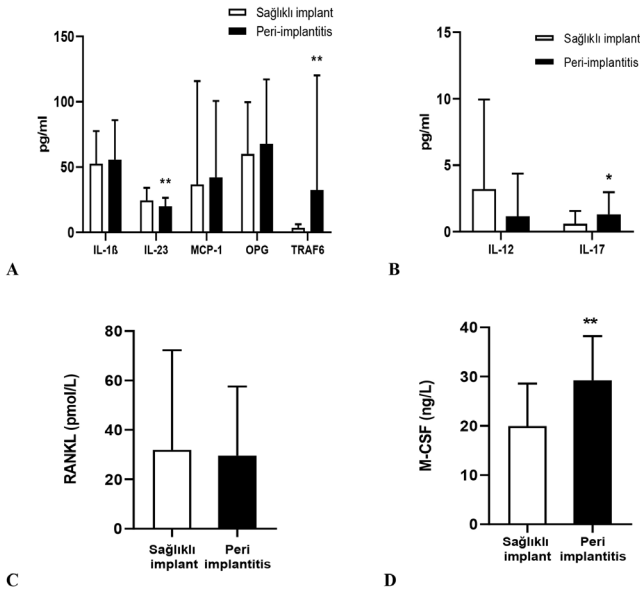 Sağlıklı implant
Peri-implantitis
**
**
pg/ml
150
100
50
0
IL-1ß IL-23 MCP-1 OPG TRAF6
A
Sağlıklı implant
Peri-implantitis
*
pg/ml
15
10
5
0
IL-12 IL-17
B
RANKL (pmol/L)
80
60
40
20
0
Sağlıklı Peri
implant implantitis
C
**
M-CSF (ng/L)
40
30
20
10
0
Sağlıklı Peri
implant implantitis
D